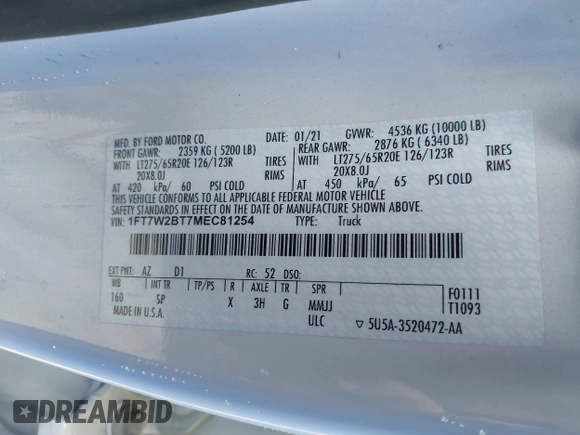 MFD. BY FORD MOTOR CO. 01/21 GVWR: 4536 KG (10000 LB)
FRONT GAWR: 2359 KG ( 5200 LB) REAR GAWR: 2876 KG ( 6340 LB)
WITH LT275/65R20E 126/123R TIRES WITH LT275/65R20E 126/123R TIRES
20X8.0J RIMS 20X8.0J RIMS
AT 420 kPa/ 60 PSI COLD AT 450 kPa/ 65 PSI COLD
THIS VEHICLE CONFORMS TO ALL APPLICABLE FEDERAL MOTOR VEHICLE
SAFETY STANDARDS IN EFFECT ON THE DATE OF MANUFACTURE SHOWN ABOVE.
VIN: 1FT7W2BT7MEC81254 TYPE: Truck
EXT PNT: AZ D1 RC: 52 DSO:
WB INT TR TP/PS R AXLE TR SPR
160 SP X 3H G MMJJ F0111
MADE IN U.S.A. ULC T1093
▽ 5U5A-3520472-AA
DREAMBID